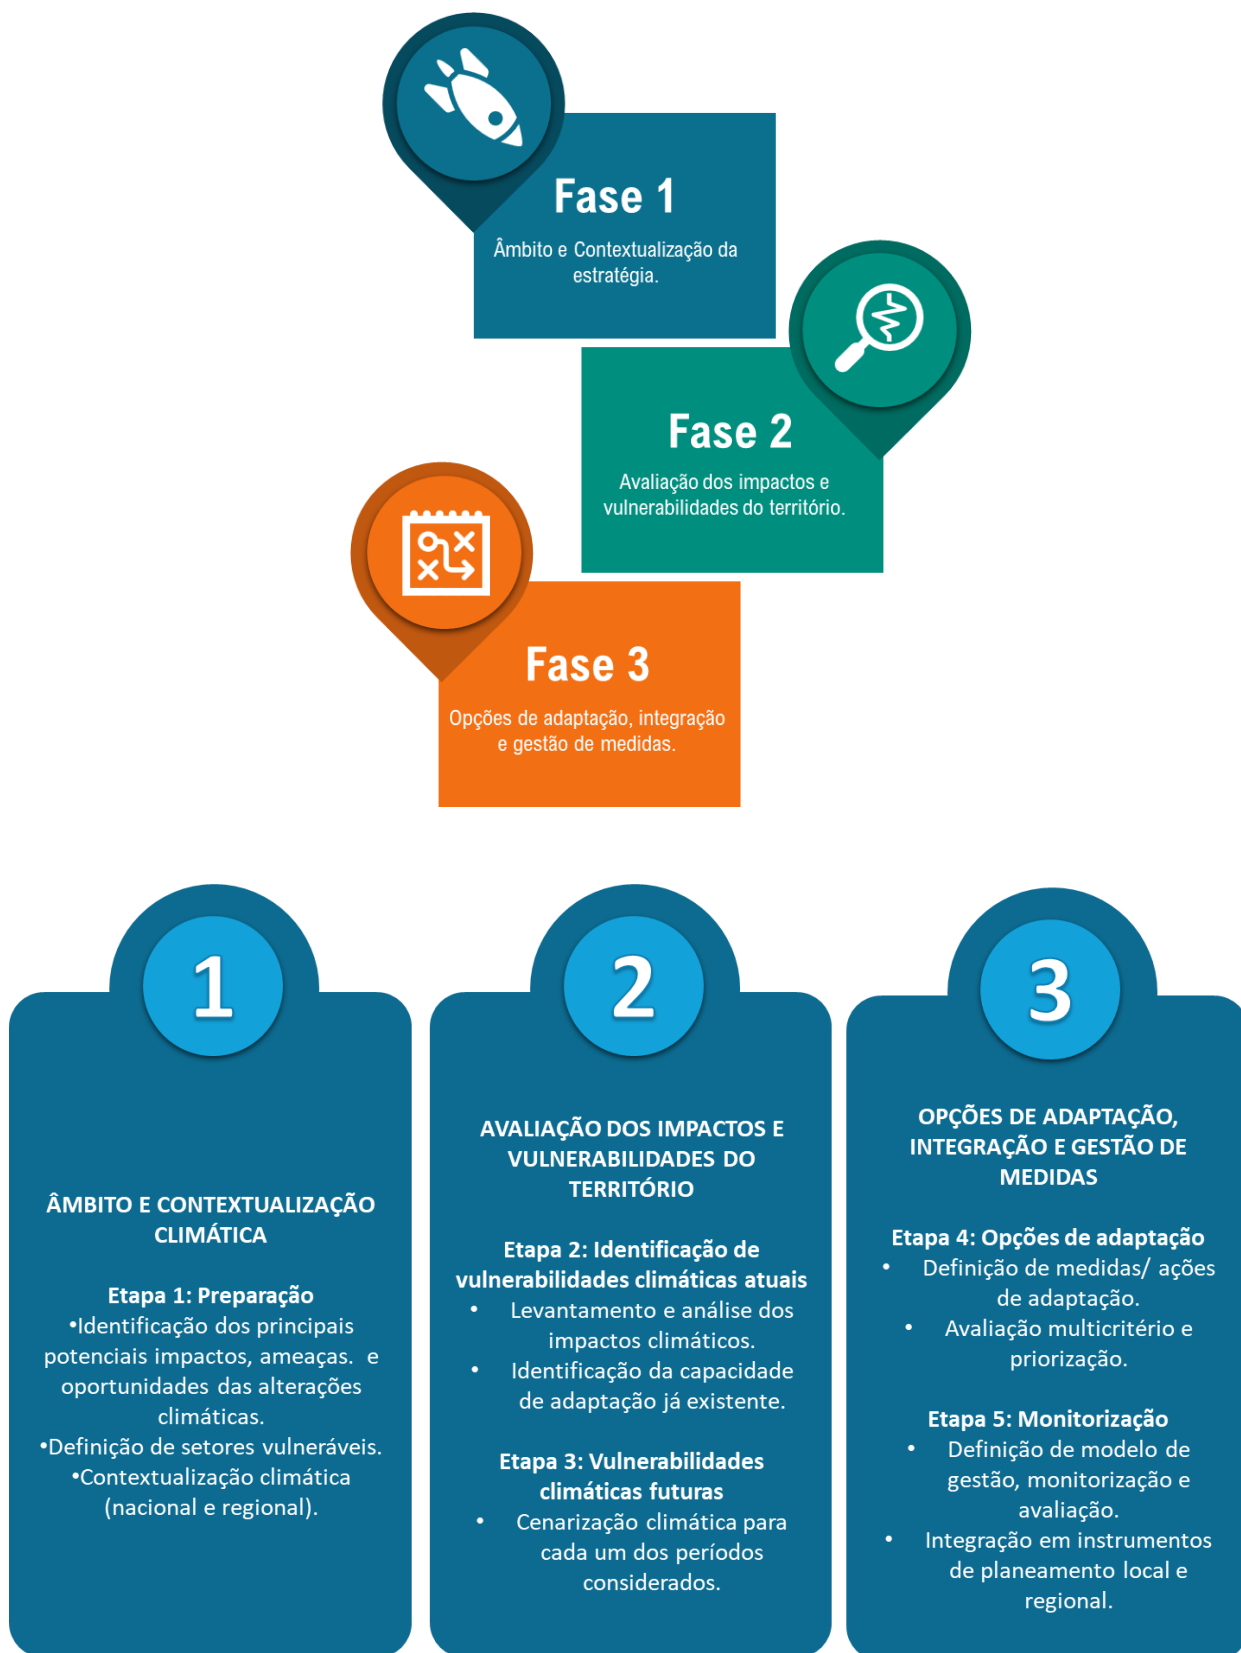 Fase 1
Âmbito e Contextualização da
estratégia.
Fase 2
Avaliação dos impactos e
vulnerabilidades do território.
Fase 3
Opções de adaptação, integração
e gestão de medidas.
1
ÂMBITO E CONTEXTUALIZAÇÃO
CLIMÁTICA
Etapa 1: Preparação
•Identificação dos principais
potenciais impactos, ameaças. e
oportunidades das alterações
climáticas.
•Definição de setores vulneráveis.
•Contextualização climática
(nacional e regional).
2
AVALIAÇÃO DOS IMPACTOS E
VULNERABILIDADES DO
TERRITÓRIO
Etapa 2: Identificação de
vulnerabilidades climáticas atuais
• Levantamento e análise dos
impactos climáticos.
• Identificação da capacidade
de adaptação já existente.
Etapa 3: Vulnerabilidades
climáticas futuras
• Cenarização climática para
cada um dos períodos
considerados.
3
OPÇÕES DE ADAPTAÇÃO,
INTEGRAÇÃO E GESTÃO DE
MEDIDAS
Etapa 4: Opções de adaptação
• Definição de medidas/ ações
de adaptação.
• Avaliação multicritério e
priorização.
Etapa 5: Monitorização
• Definição de modelo de
gestão, monitorização e
avaliação.
• Integração em instrumentos
de planeamento local e
regional.